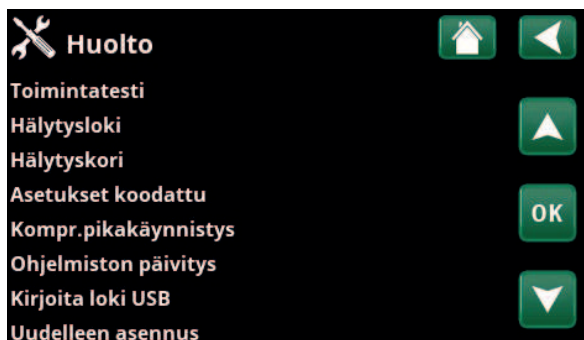 Huolto
Toimintatesti
Hälytysloki
Hälytyskori
Asetukset koodattu
OK
Kompr.pikakäynnistys
Ohjelmiston päivitys
Kirjoita loki USB
Uudelleen asennus